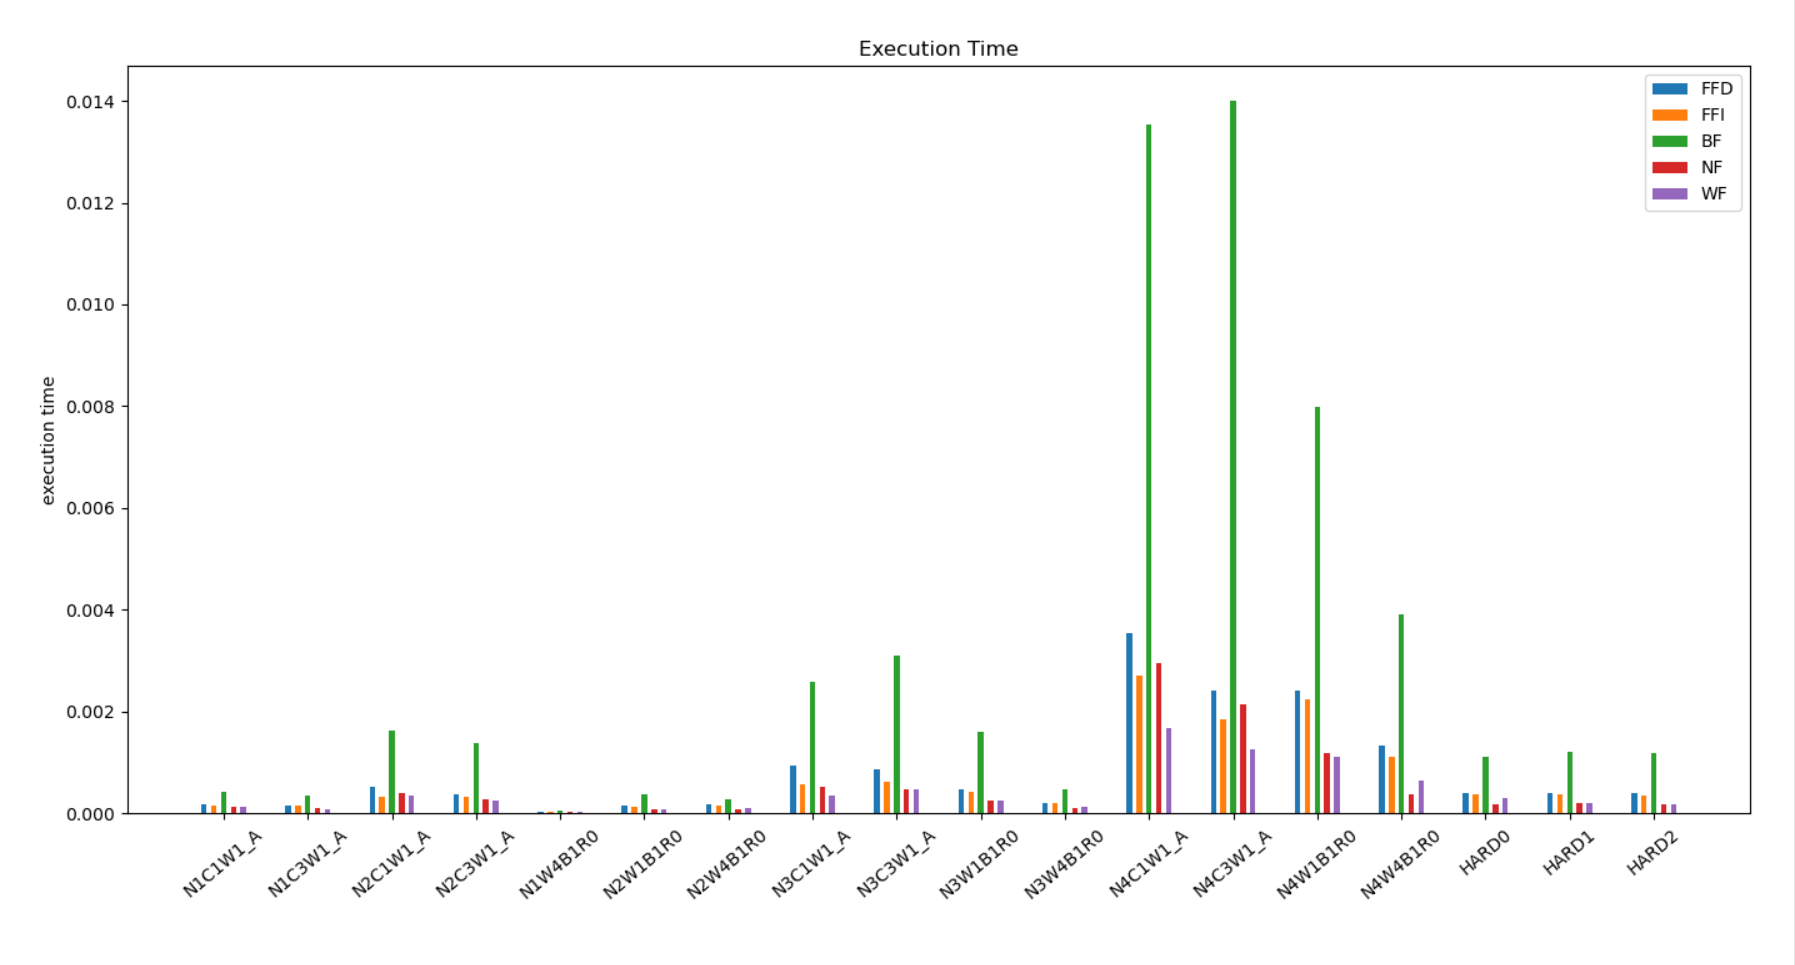 Execution Time
FFD
FFI
BF
NF
WF
0.014
0.012
0.010
0.008
0.006
0.004
0.002
0.000
execution time
N1C1W1_A
N1C3W1_A
N2C1W1_A
N2C3W1_A
N1W4B1R0
N2W1B1R0
N2W4B1R0
N3C1W1_A
N3C3W1_A
N3W1B1R0
N3W4B1R0
N4C1W1_A
N4C3W1_A
N4W1B1R0
N4W4B1R0
HARD0
HARD1
HARD2